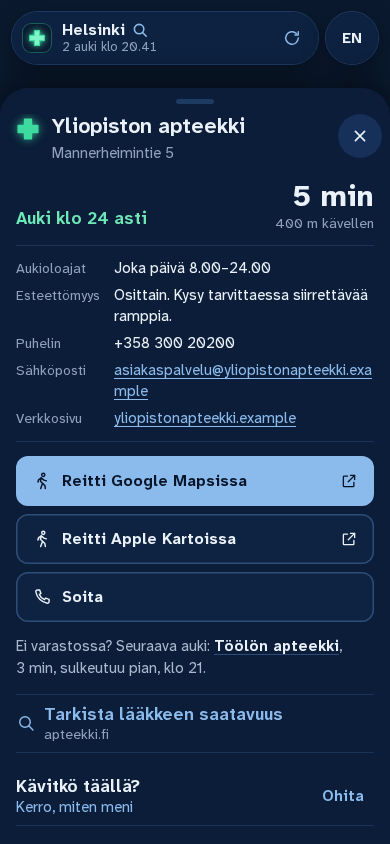 Helsinki
2 auki klo 20.41
EN
Yliopiston apteekki
Mannerheimintie 5
5 min
Auki klo 24 asti
400 m kävellen
Aukioloajat Joka päivä 8.00–24.00
Esteettömyys Osittain. Kysy tarvittaessa siirrettävää
ramppia.
Puhelin +358 300 20200
Sähköposti asiakaspalvelu@yliopistonapteekki.exa
mple
Verkkosivu yliopistonapteekki.example
Reitti Google Mapsissa
Reitti Apple Kartoissa
Soita
Ei varastossa? Seuraava auki: Töölön apteekki,
3 min, sulkeutuu pian, klo 21.
Tarkista lääkkeen saatavuus
apteekki.fi
Kävitkö täällä?
Kerro, miten meni
Ohita